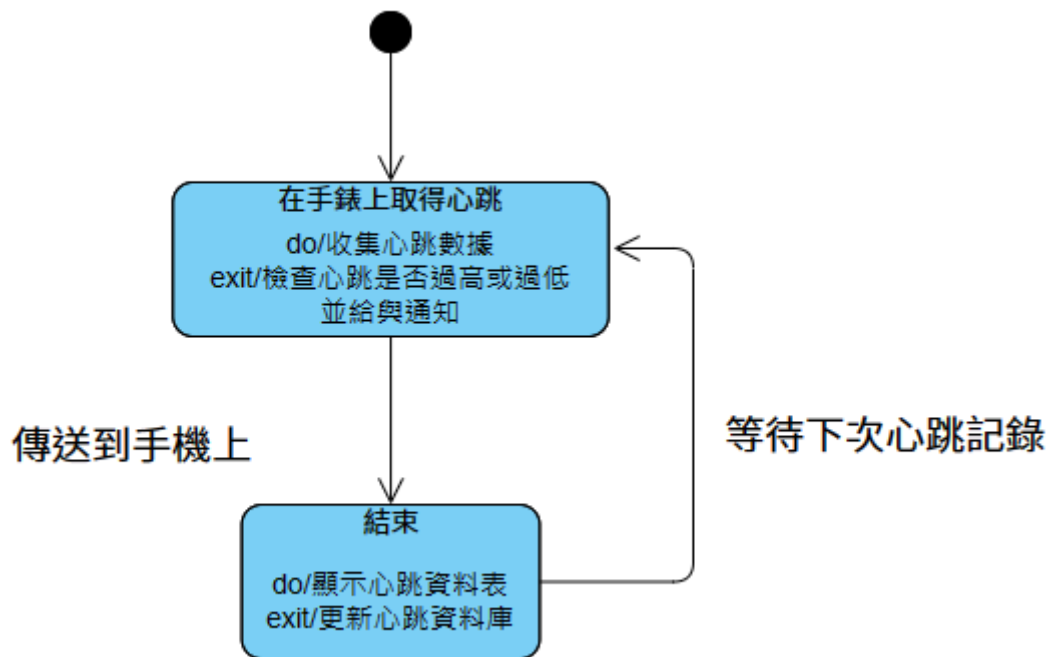 在手錶上取得心跳
do/收集心跳數據
exit/檢查心跳是否過高或過低
並給與通知
傳送到手機上
等待下次心跳記錄
結束
do/顯示心跳資料表
exit/更新心跳資料庫